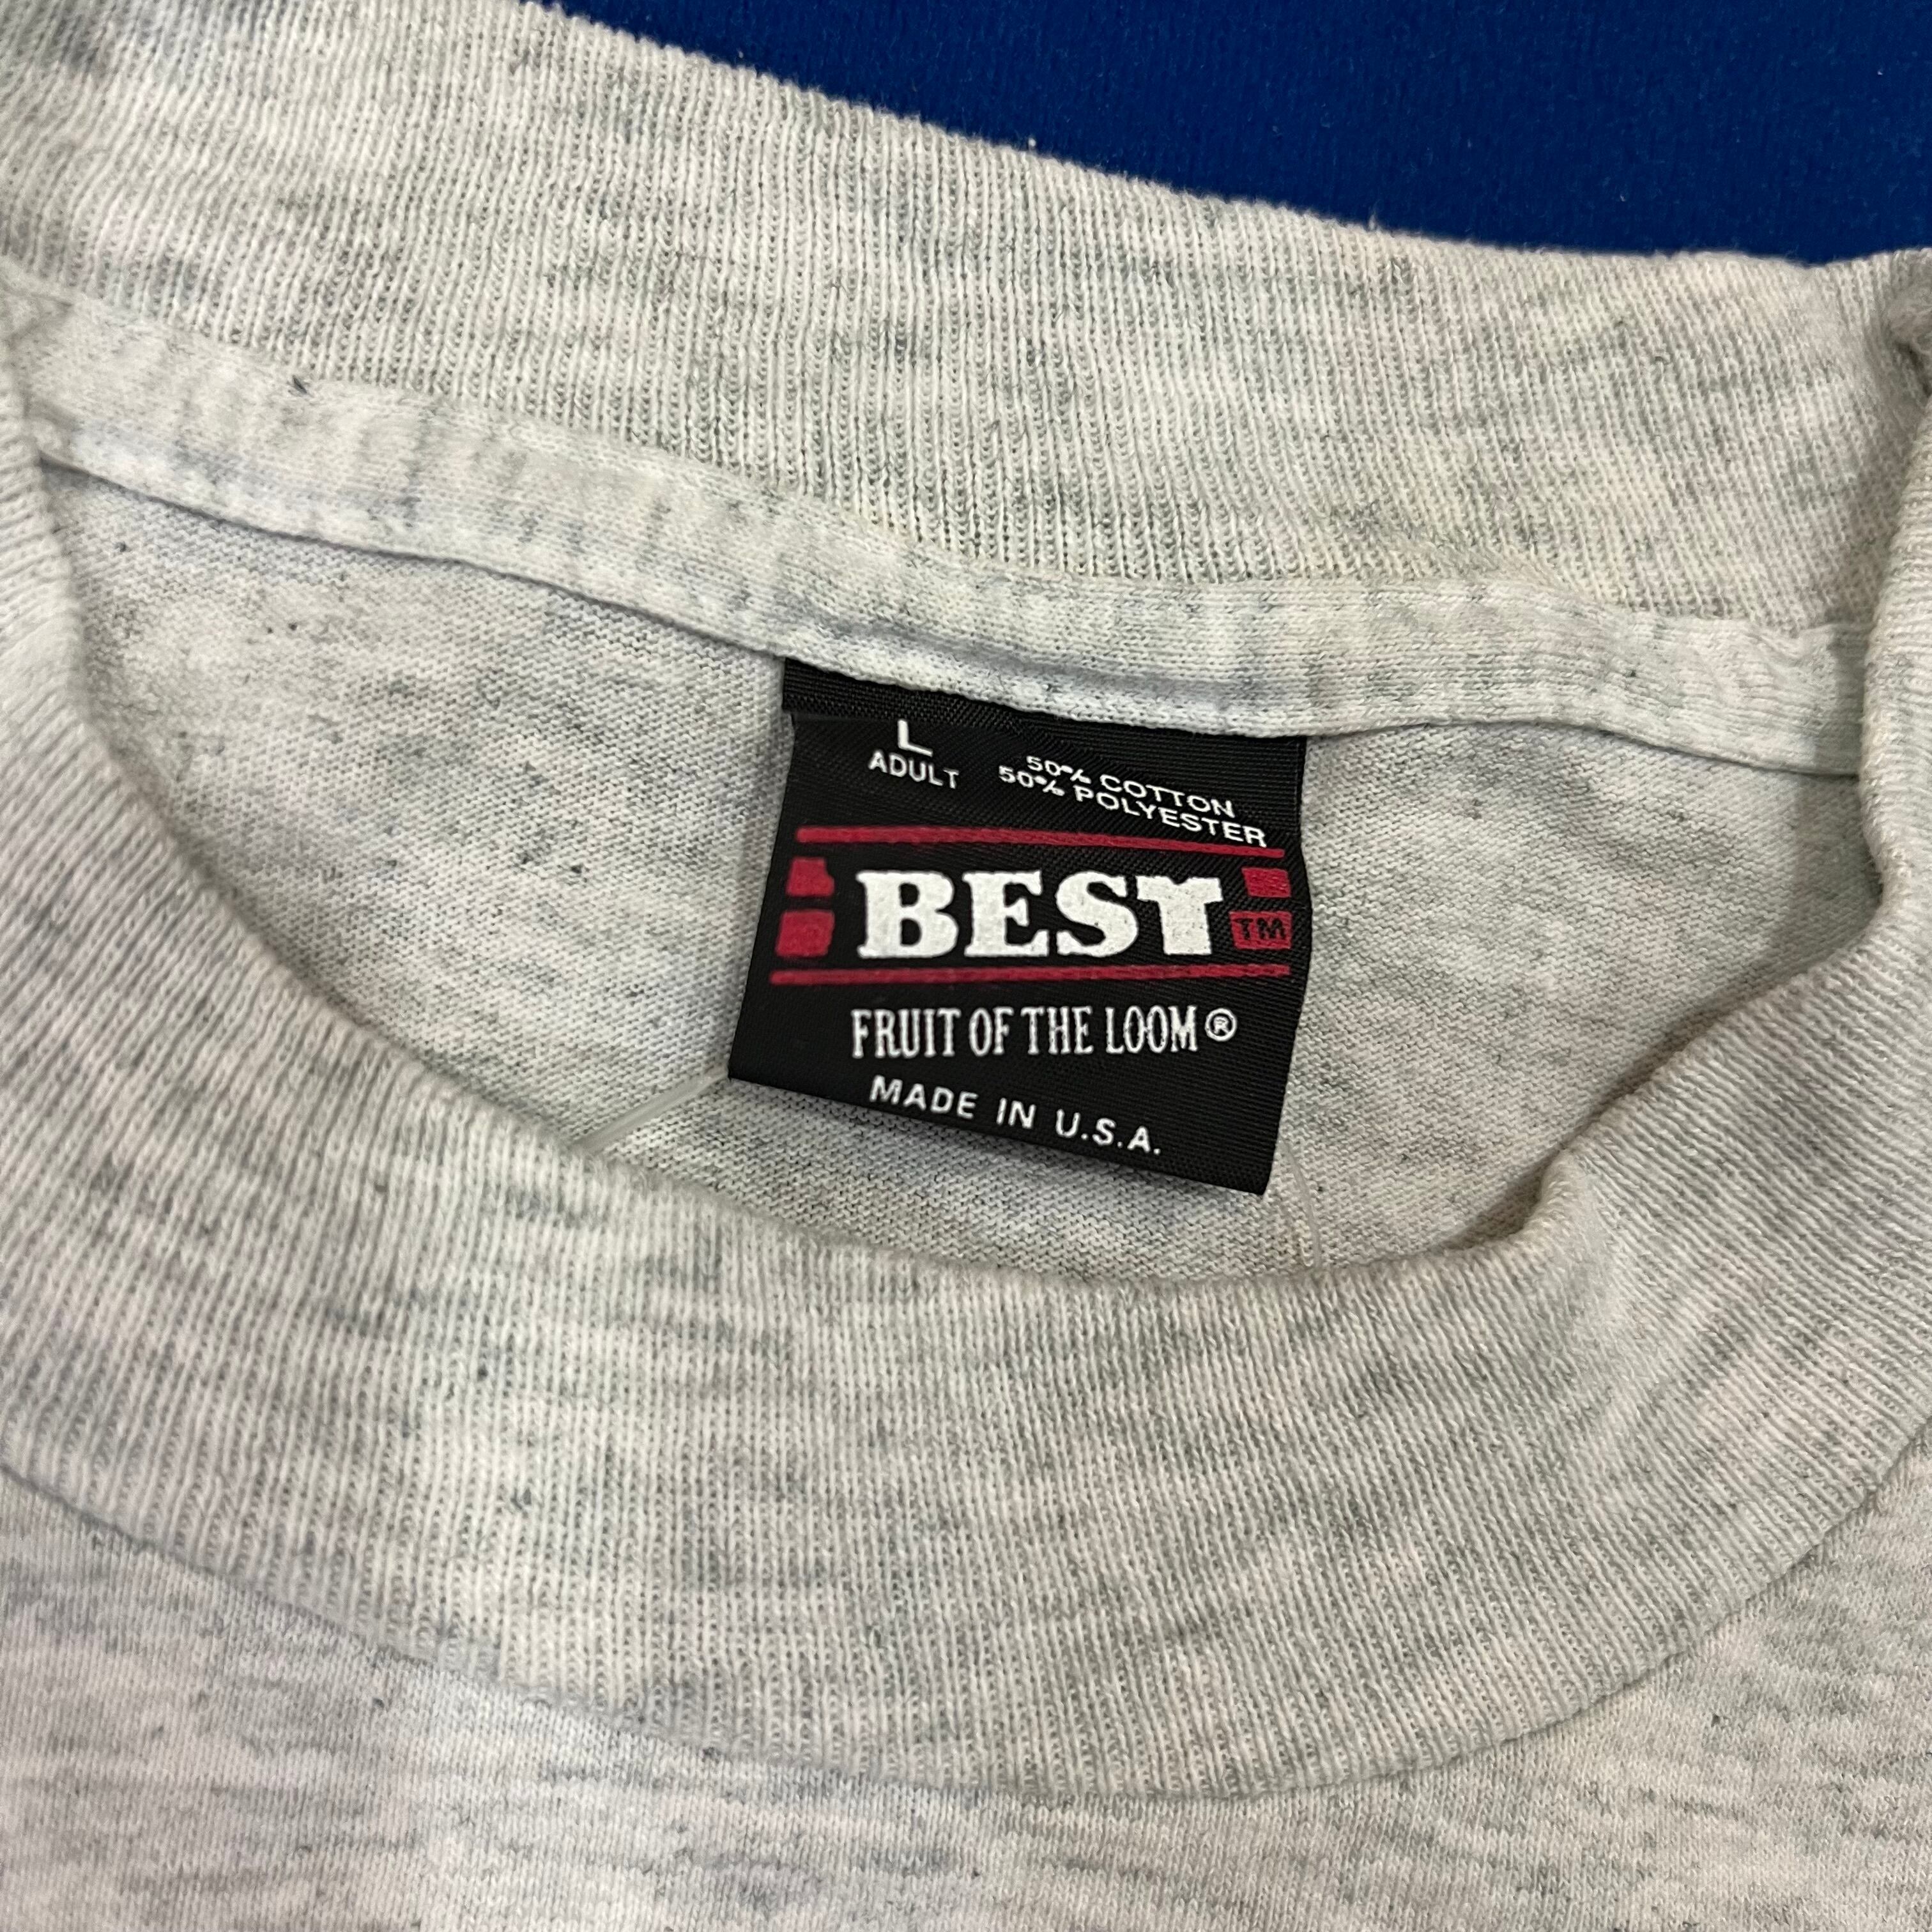 L
ADULT
50% COTTON
50% POLYESTER
BEST
TM
FRUIT OF THE LOOM®
MADE IN U.S.A.